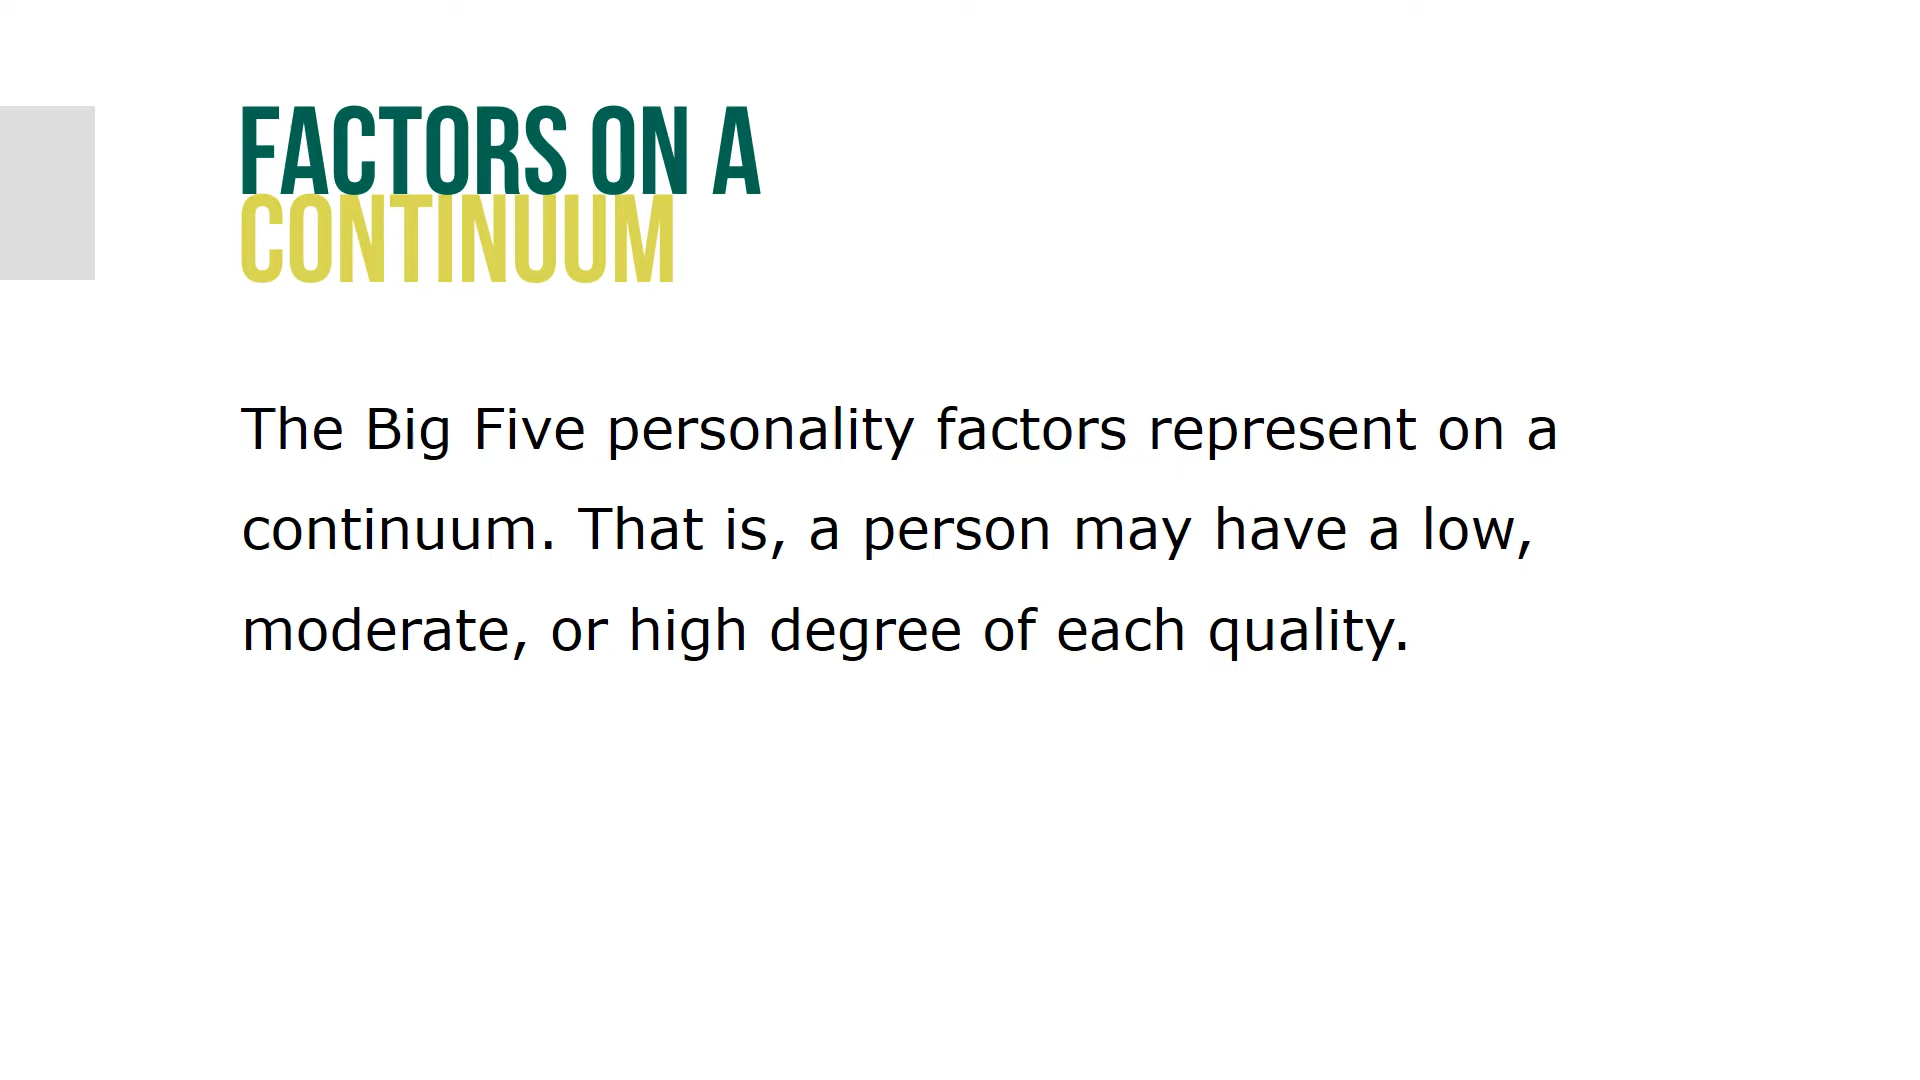 FACTORS ON A
CONTINUUM
The Big Five personality factors represent on a
continuum. That is, a person may have a low,
moderate, or high degree of each quality.